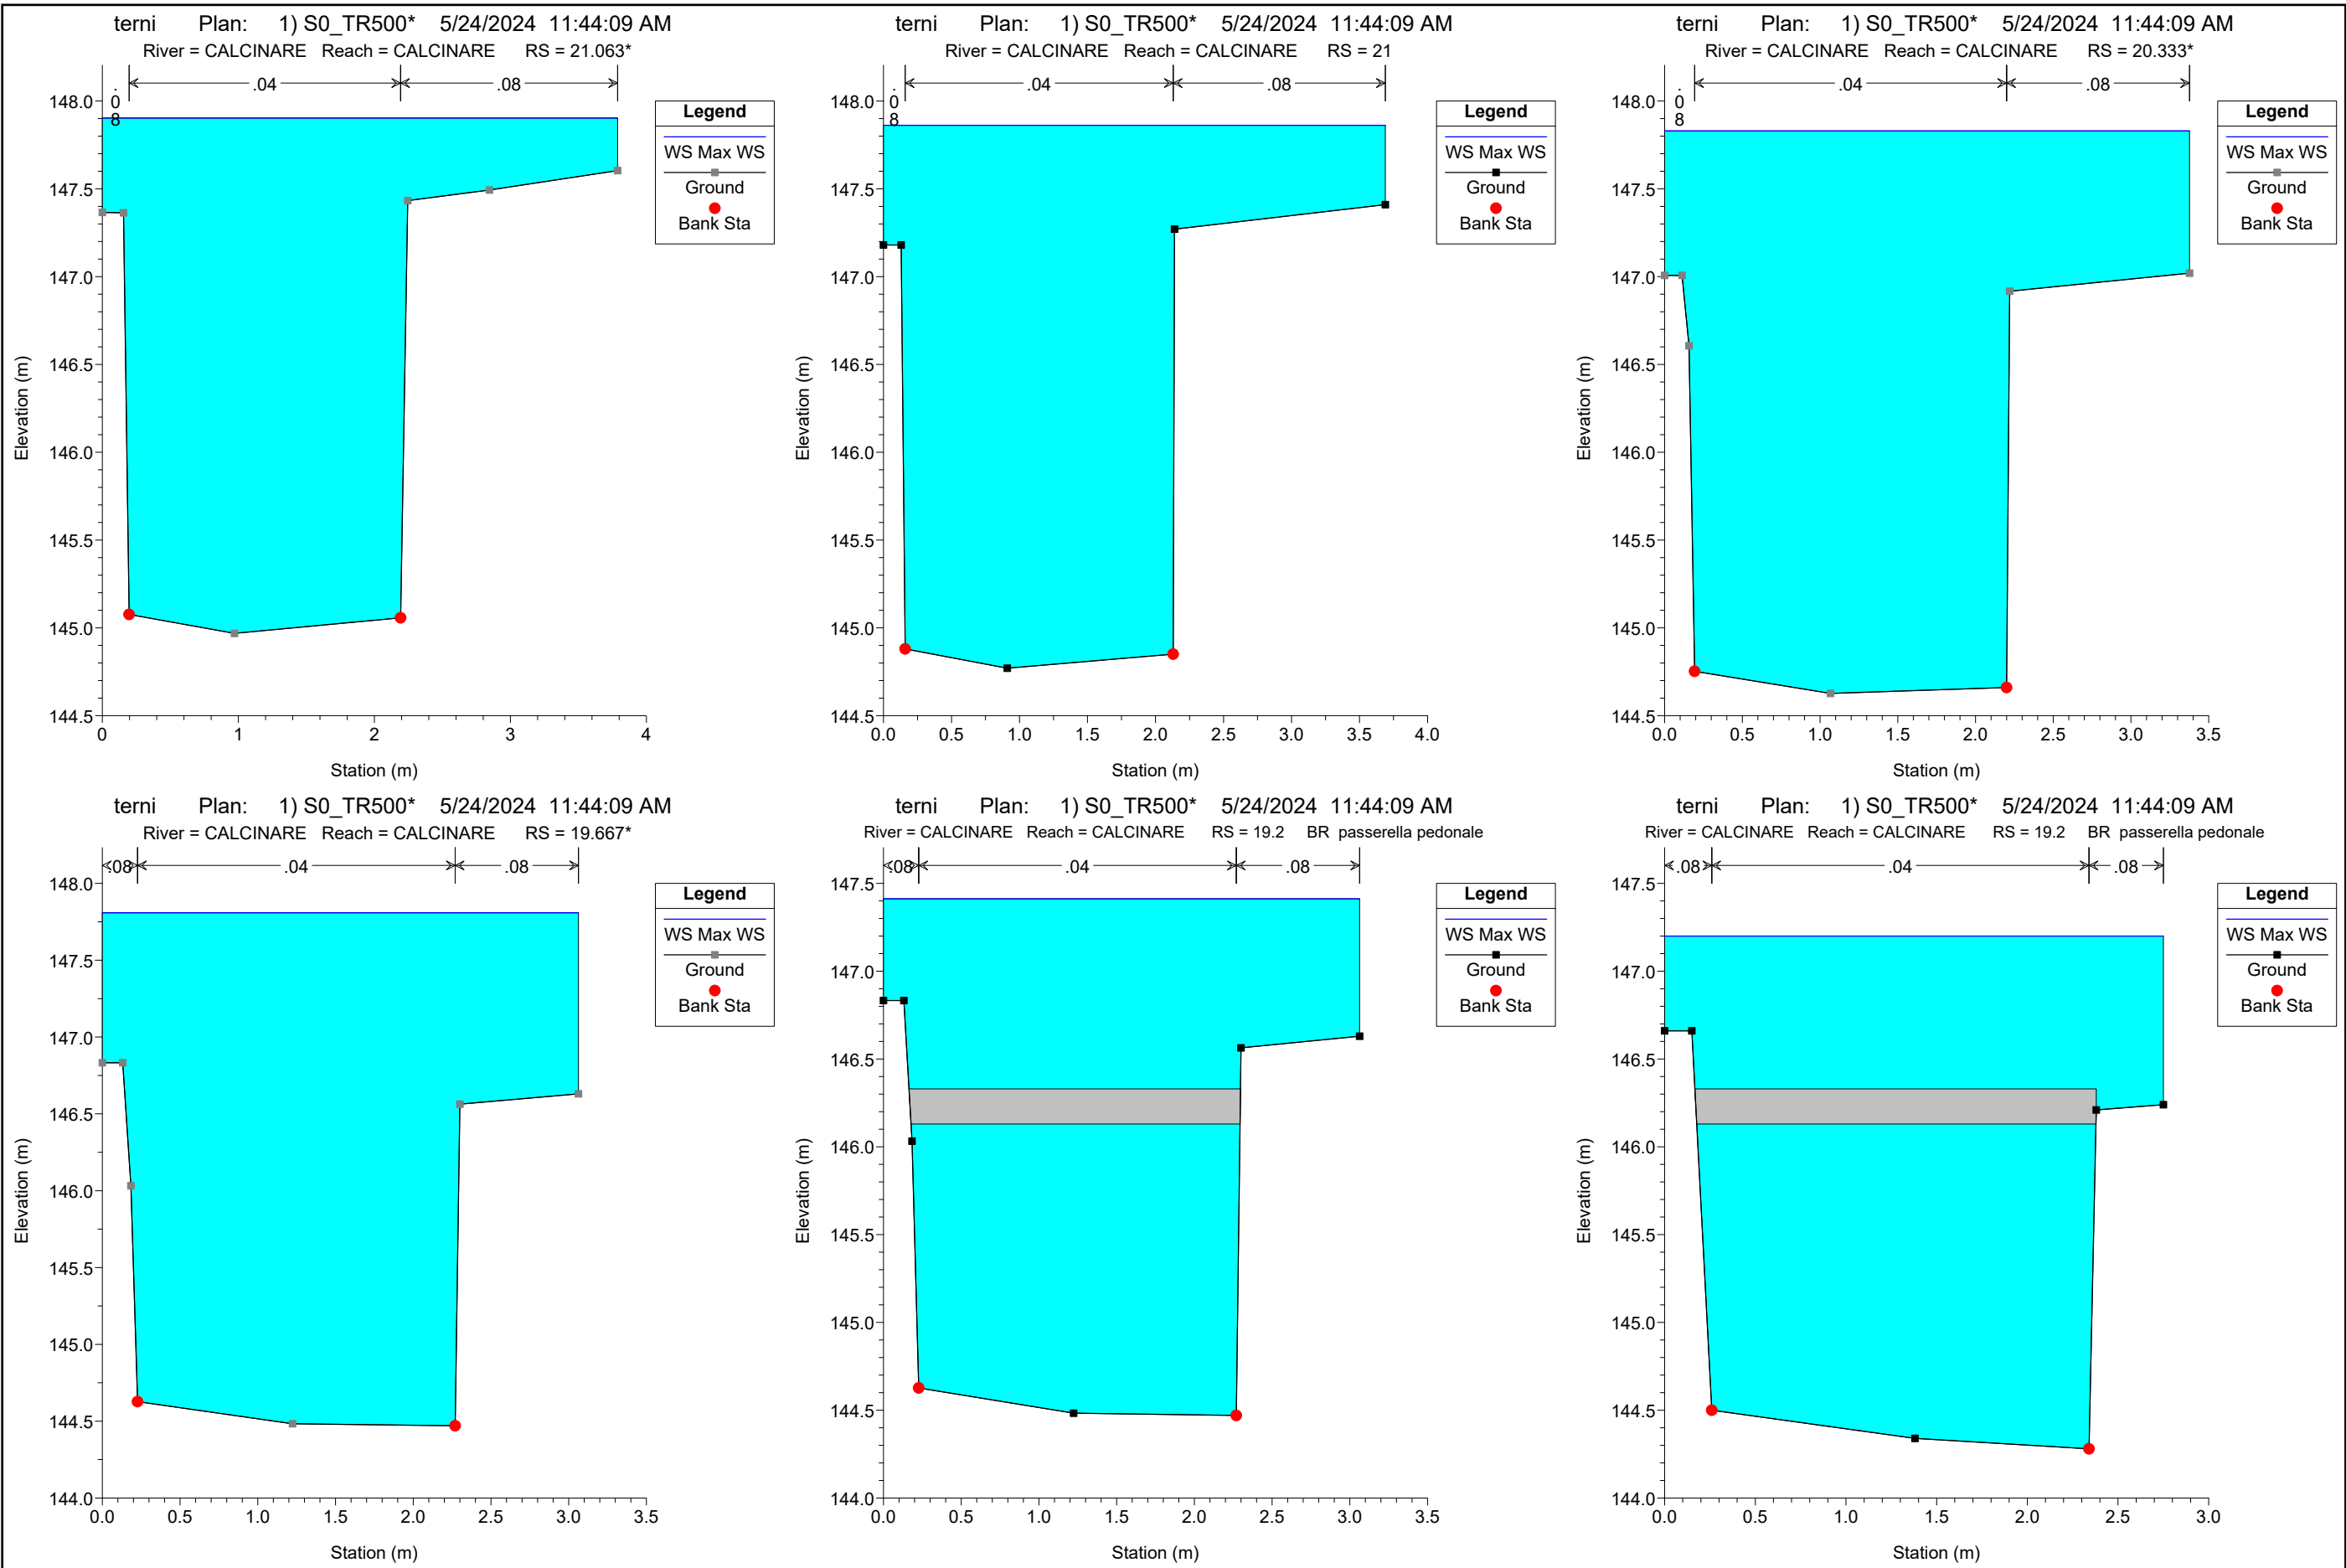 terni Plan: 1) S0_TR500* 5/24/2024 11:44:09 AM
River = CALCINARE Reach = CALCINARE RS = 21.063*
.08
.04
.08
148.0
147.5
147.0
146.5
146.0
145.5
145.0
144.5
Elevation (m)
0 1 2 3 4
Station (m)
Legend
WS Max WS
Ground
Bank Sta
terni Plan: 1) S0_TR500* 5/24/2024 11:44:09 AM
River = CALCINARE Reach = CALCINARE RS = 21
.08
.04
.08
148.0
147.5
147.0
146.5
146.0
145.5
145.0
144.5
Elevation (m)
0.0 0.5 1.0 1.5 2.0 2.5 3.0 3.5 4.0
Station (m)
Legend
WS Max WS
Ground
Bank Sta
terni Plan: 1) S0_TR500* 5/24/2024 11:44:09 AM
River = CALCINARE Reach = CALCINARE RS = 20.333*
.08
.04
.08
148.0
147.5
147.0
146.5
146.0
145.5
145.0
144.5
Elevation (m)
0.0 0.5 1.0 1.5 2.0 2.5 3.0 3.5
Station (m)
Legend
WS Max WS
Ground
Bank Sta
terni Plan: 1) S0_TR500* 5/24/2024 11:44:09 AM
River = CALCINARE Reach = CALCINARE RS = 19.667*
.08
.04
.08
148.0
147.5
147.0
146.5
146.0
145.5
145.0
144.5
144.0
Elevation (m)
0.0 0.5 1.0 1.5 2.0 2.5 3.0 3.5
Station (m)
Legend
WS Max WS
Ground
Bank Sta
terni Plan: 1) S0_TR500* 5/24/2024 11:44:09 AM
River = CALCINARE Reach = CALCINARE RS = 19.2 BR passerella pedonale
.08
.04
.08
147.5
147.0
146.5
146.0
145.5
145.0
144.5
144.0
Elevation (m)
0.0 0.5 1.0 1.5 2.0 2.5 3.0 3.5
Station (m)
Legend
WS Max WS
Ground
Bank Sta
terni Plan: 1) S0_TR500* 5/24/2024 11:44:09 AM
River = CALCINARE Reach = CALCINARE RS = 19.2 BR passerella pedonale
.08
.04
.08
147.5
147.0
146.5
146.0
145.5
145.0
144.5
144.0
Elevation (m)
0.0 0.5 1.0 1.5 2.0 2.5 3.0
Station (m)
Legend
WS Max WS
Ground
Bank Sta